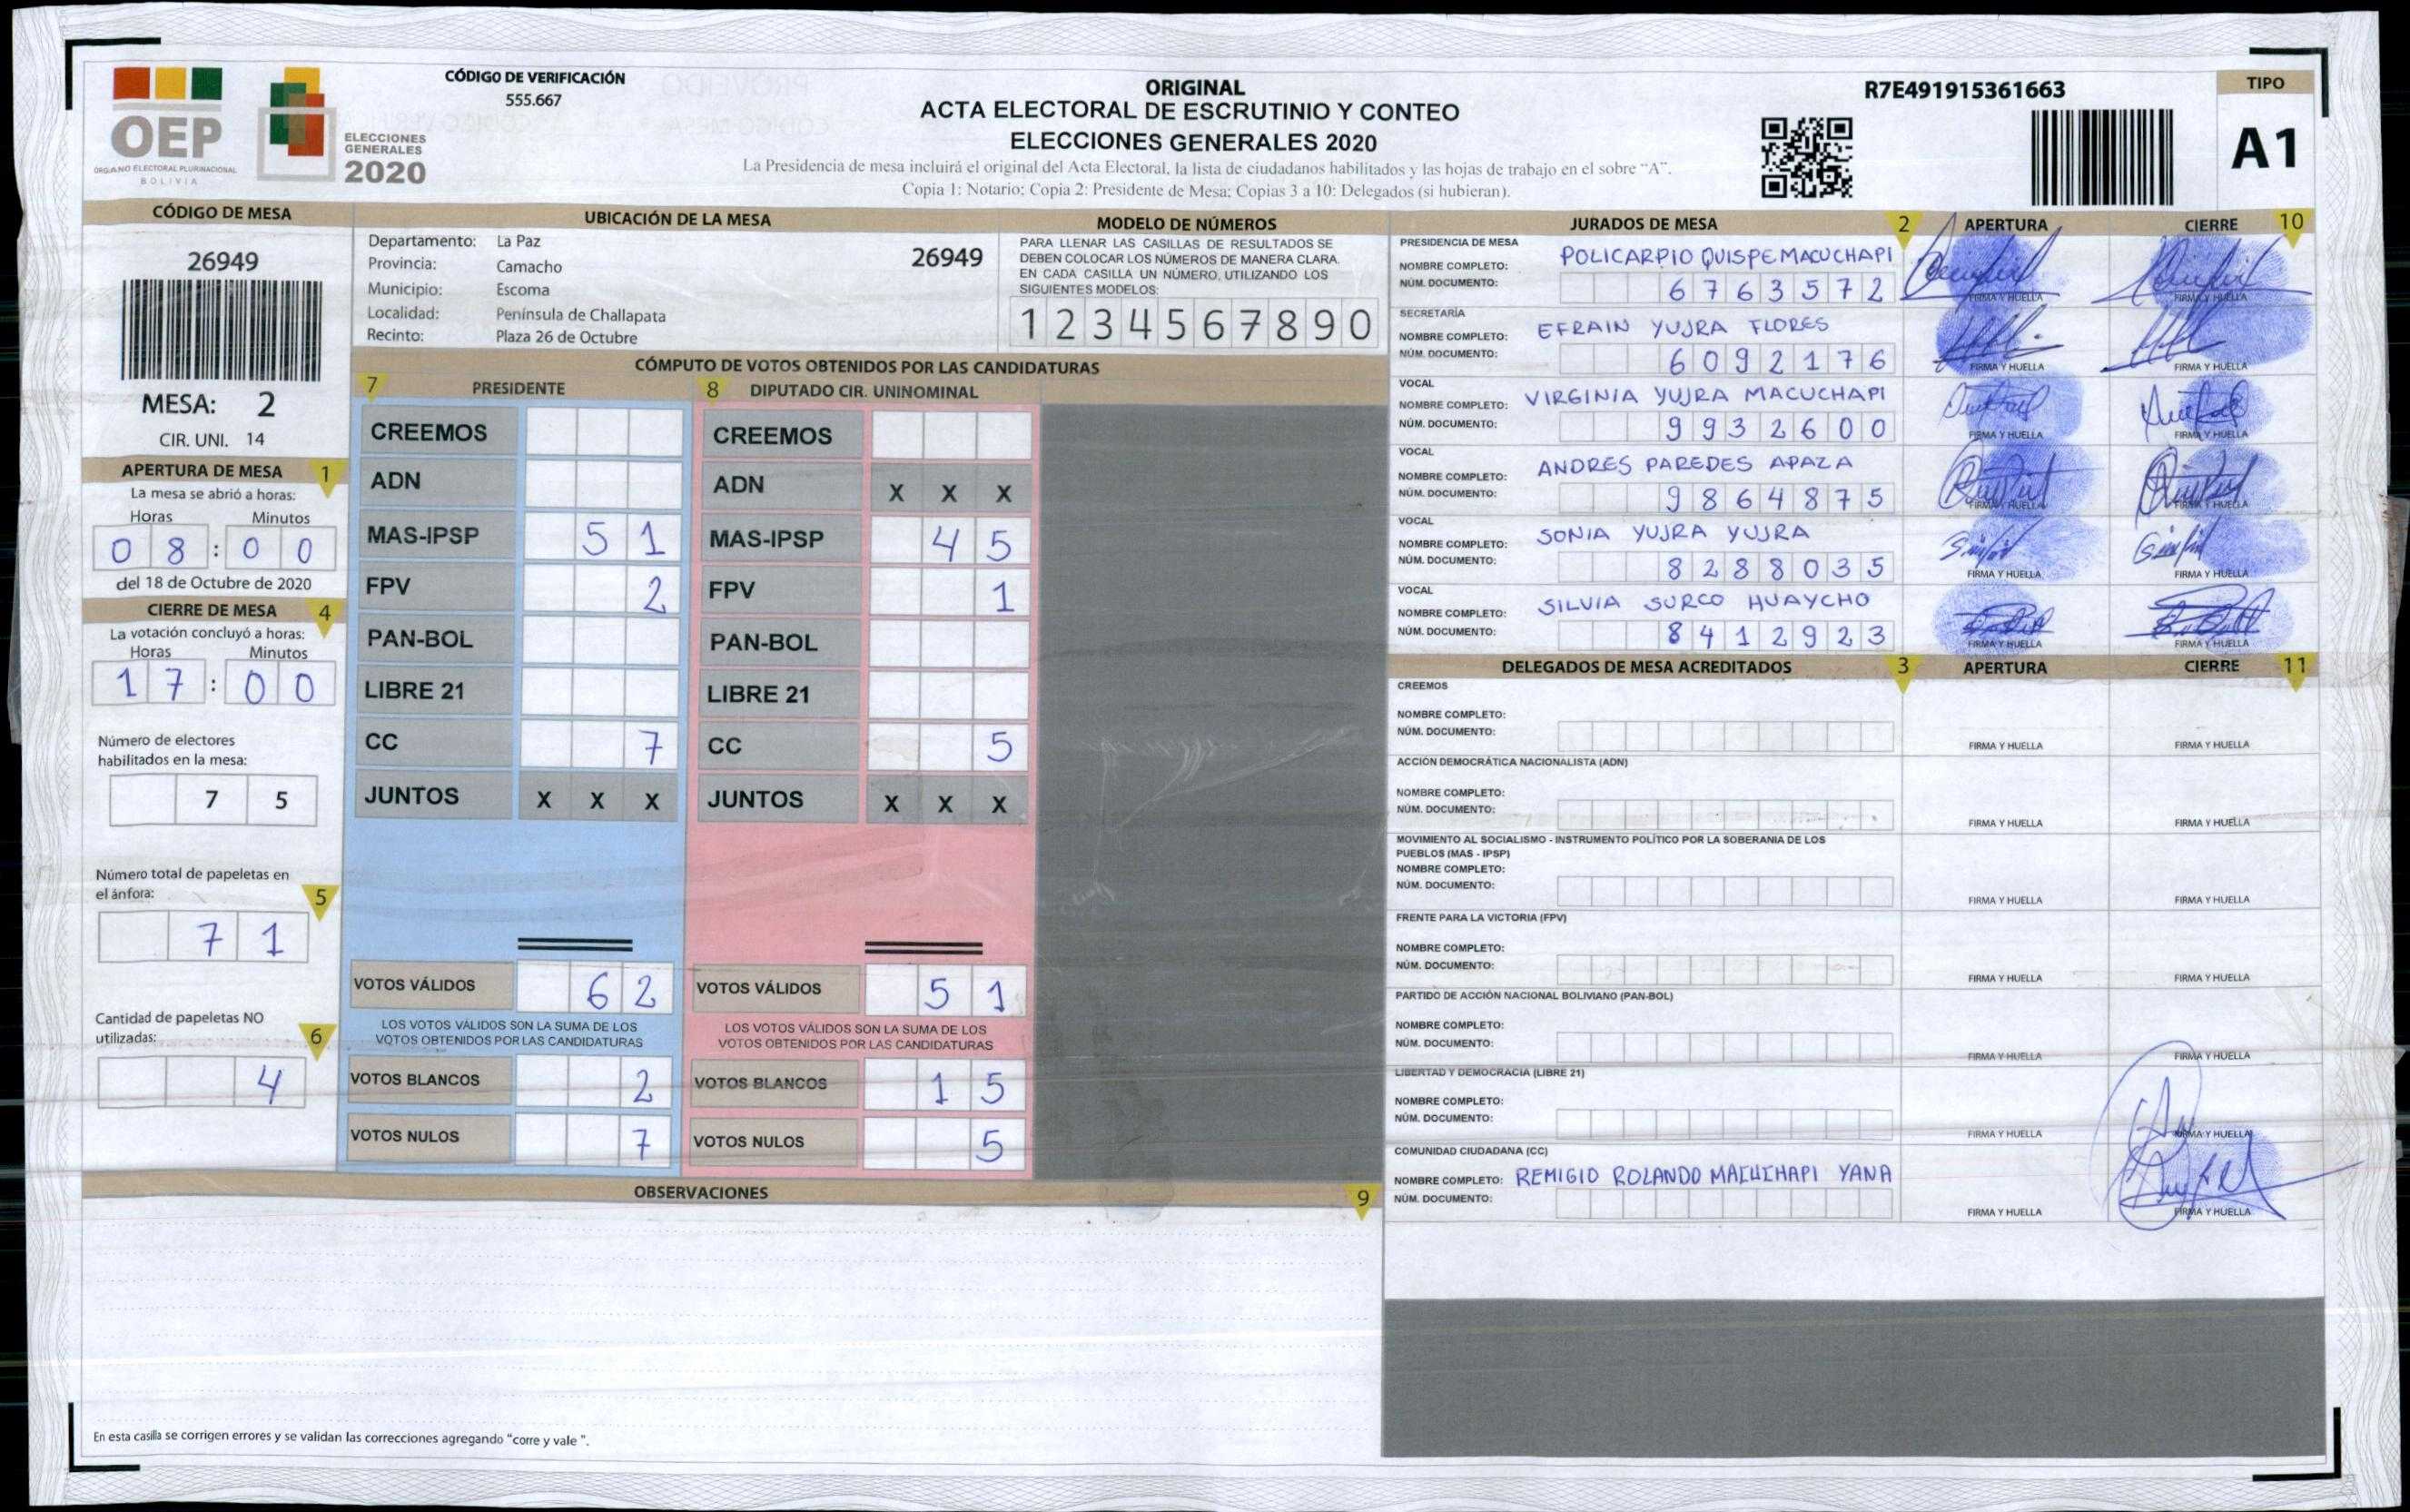 OEP
ÓRGANO ELECTORAL PLURINACIONAL
BOLIVIA
ELECCIONES
GENERALES
2020
CÓDIGO DE VERIFICACIÓN
555.667
ORIGINAL
ACTA ELECTORAL DE ESCRUTINIO Y CONTEO
ELECCIONES GENERALES 2020
La Presidencia de mesa incluirá el original del Acta Electoral, la lista de ciudadanos habilitados y las hojas de trabajo en el sobre “A”.
Copia 1: Notario; Copia 2: Presidente de Mesa; Copias 3 a 10: Delegados (si hubieran).
R7E491915361663
TIPO
A1
CÓDIGO DE MESA
26949
MESA: 2
CIR. UNI. 14
APERTURA DE MESA 1
La mesa se abrió a horas:
Horas Minutos
0 8 : 0 0
del 18 de Octubre de 2020
CIERRE DE MESA 4
La votación concluyó a horas:
Horas Minutos
1 7 : 0 0
Número de electores
habilitados en la mesa:
7 5
Número total de papeletas en
el ánfora: 5
7 1
Cantidad de papeletas NO
utilizadas: 6
4
UBICACIÓN DE LA MESA
Departamento: La Paz 26949
Provincia: Camacho
Municipio: Escoma
Localidad: Península de Challapata
Recinto: Plaza 26 de Octubre
MODELO DE NÚMEROS
PARA LLENAR LAS CASILLAS DE RESULTADOS SE
DEBEN COLOCAR LOS NÚMEROS DE MANERA CLARA.
EN CADA CASILLA UN NÚMERO, UTILIZANDO LOS
SIGUIENTES MODELOS:
1 2 3 4 5 6 7 8 9 0
CÓMPUTO DE VOTOS OBTENIDOS POR LAS CANDIDATURAS
7 PRESIDENTE
CREEMOS
ADN
MAS-IPSP 5 1
FPV 2
PAN-BOL
LIBRE 21
CC 7
JUNTOS X X X
VOTOS VÁLIDOS 6 2
LOS VOTOS VÁLIDOS SON LA SUMA DE LOS
VOTOS OBTENIDOS POR LAS CANDIDATURAS
VOTOS BLANCOS 2
VOTOS NULOS 7
8 DIPUTADO CIR. UNINOMINAL
CREEMOS
ADN X X X
MAS-IPSP 4 5
FPV 1
PAN-BOL
LIBRE 21
CC 5
JUNTOS X X X
VOTOS VÁLIDOS 5 1
LOS VOTOS VÁLIDOS SON LA SUMA DE LOS
VOTOS OBTENIDOS POR LAS CANDIDATURAS
VOTOS BLANCOS 1 5
VOTOS NULOS 5
OBSERVACIONES 9
En esta casilla se corrigen errores y se validan las correcciones agregando “corre y vale ”.
JURADOS DE MESA 2 APERTURA CIERRE 10
PRESIDENCIA DE MESA
NOMBRE COMPLETO: POLICARPIO QUISPE MACUCHAPI
NÚM. DOCUMENTO: 6 7 6 3 5 7 2
FIRMA Y HUELLA FIRMA Y HUELLA
SECRETARÍA
NOMBRE COMPLETO: EFRAIN YUJRA FLORES
NÚM. DOCUMENTO: 6 0 9 2 1 7 6
FIRMA Y HUELLA FIRMA Y HUELLA
VOCAL
NOMBRE COMPLETO: VIRGINIA YUJRA MACUCHAPI
NÚM. DOCUMENTO: 9 9 3 2 6 0 0
FIRMA Y HUELLA FIRMA Y HUELLA
VOCAL
NOMBRE COMPLETO: ANDRES PAREDES APAZA
NÚM. DOCUMENTO: 9 8 6 4 8 7 5
FIRMA Y HUELLA FIRMA Y HUELLA
VOCAL
NOMBRE COMPLETO: SONIA YUJRA YUJRA
NÚM. DOCUMENTO: 8 2 8 8 0 3 5
FIRMA Y HUELLA FIRMA Y HUELLA
VOCAL
NOMBRE COMPLETO: SILVIA SURCO HUAYCHO
NÚM. DOCUMENTO: 8 4 1 2 9 2 3
FIRMA Y HUELLA FIRMA Y HUELLA
DELEGADOS DE MESA ACREDITADOS 3 APERTURA CIERRE 11
CREEMOS
NOMBRE COMPLETO:
NÚM. DOCUMENTO:
FIRMA Y HUELLA FIRMA Y HUELLA
ACCIÓN DEMOCRÁTICA NACIONALISTA (ADN)
NOMBRE COMPLETO:
NÚM. DOCUMENTO:
FIRMA Y HUELLA FIRMA Y HUELLA
MOVIMIENTO AL SOCIALISMO - INSTRUMENTO POLÍTICO POR LA SOBERANIA DE LOS
PUEBLOS (MAS - IPSP)
NOMBRE COMPLETO:
NÚM. DOCUMENTO:
FIRMA Y HUELLA FIRMA Y HUELLA
FRENTE PARA LA VICTORIA (FPV)
NOMBRE COMPLETO:
NÚM. DOCUMENTO:
FIRMA Y HUELLA FIRMA Y HUELLA
PARTIDO DE ACCIÓN NACIONAL BOLIVIANO (PAN-BOL)
NOMBRE COMPLETO:
NÚM. DOCUMENTO:
FIRMA Y HUELLA FIRMA Y HUELLA
LIBERTAD Y DEMOCRACIA (LIBRE 21)
NOMBRE COMPLETO:
NÚM. DOCUMENTO:
FIRMA Y HUELLA FIRMA Y HUELLA
COMUNIDAD CIUDADANA (CC)
NOMBRE COMPLETO: REMIGIO ROLANDO MACUCHAPI YANA
NÚM. DOCUMENTO:
FIRMA Y HUELLA FIRMA Y HUELLA